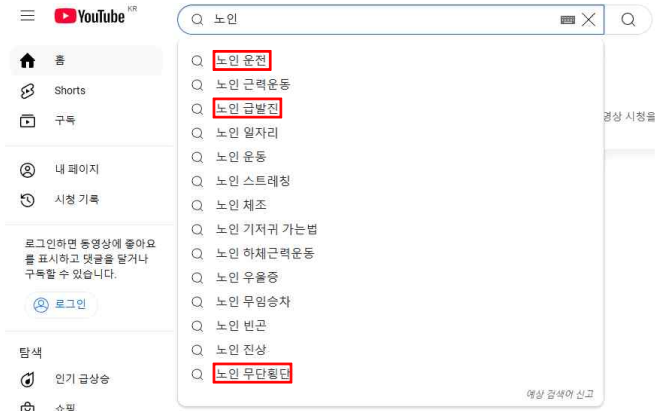 YouTube KR
노인
홈
Shorts
구독
내 페이지
시청 기록
로그인하면 동영상에 좋아요
를 표시하고 댓글을 달거나
구독할 수 있습니다.
로그인
탐색
인기 급상승
쇼핑
노인 운전
노인 근력운동
노인 급발진
노인 일자리
노인 운동
노인 스트레칭
노인 체조
노인 기저귀 가는법
노인 하체근력운동
노인 우울증
노인 무임승차
노인 빈곤
노인 진상
노인 무단횡단
예상 검색어 신고
영상 시청을